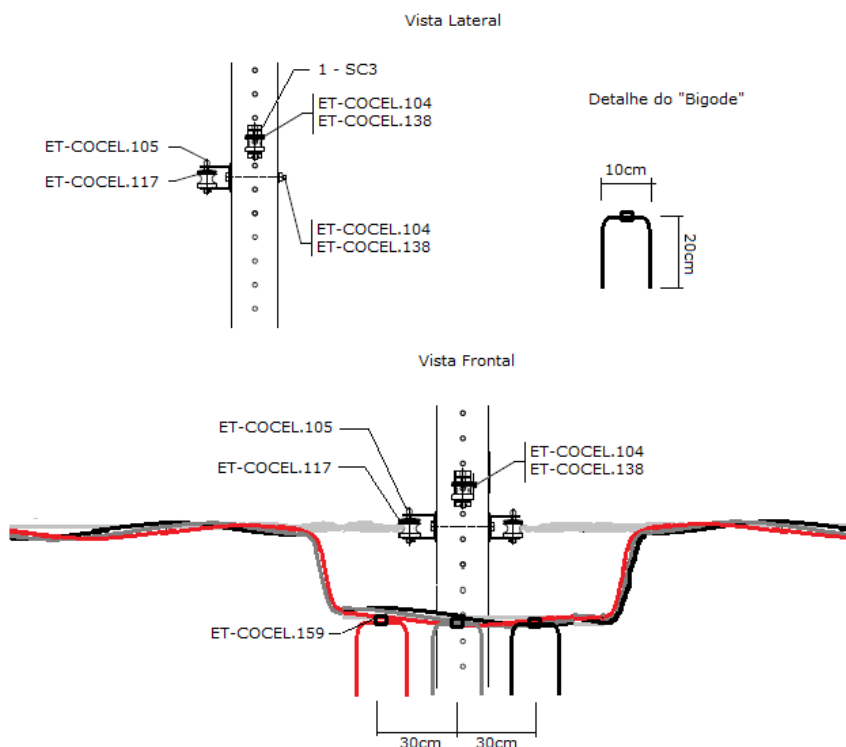 Vista Lateral
1 - SC3
ET-COCEL.104
ET-COCEL.138
ET-COCEL.105
ET-COCEL.117
ET-COCEL.104
ET-COCEL.138
Detalhe do "Bigode"
10cm
20cm
Vista Frontal
ET-COCEL.105
ET-COCEL.117
ET-COCEL.104
ET-COCEL.138
ET-COCEL.159
30cm
30cm